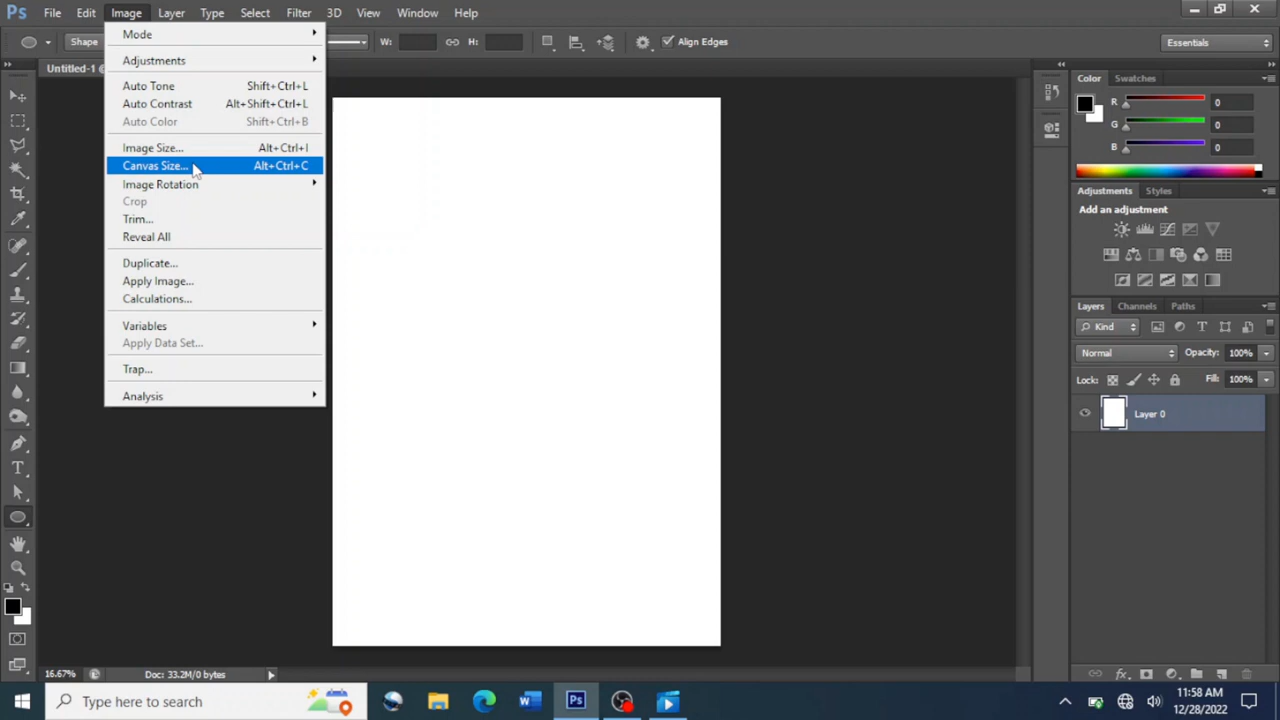 Ps File Edit Image Layer Type Select Filter 3D View Window Help
Shape W: H: Align Edges Essentials
Untitled-1 @
Mode
Adjustments
Auto Tone Shift+Ctrl+L
Auto Contrast Alt+Shift+Ctrl+L
Auto Color Shift+Ctrl+B
Image Size... Alt+Ctrl+I
Canvas Size... Alt+Ctrl+C
Image Rotation
Crop
Trim...
Reveal All
Duplicate...
Apply Image...
Calculations...
Variables
Apply Data Set...
Trap...
Analysis
Color Swatches
R 0
G 0
B 0
Adjustments Styles
Add an adjustment
Layers Channels Paths
Kind
Normal Opacity: 100%
Lock: Fill: 100%
Layer 0
16.67% Doc: 33.2M/0 bytes
Type here to search
11:58 AM
12/28/2022